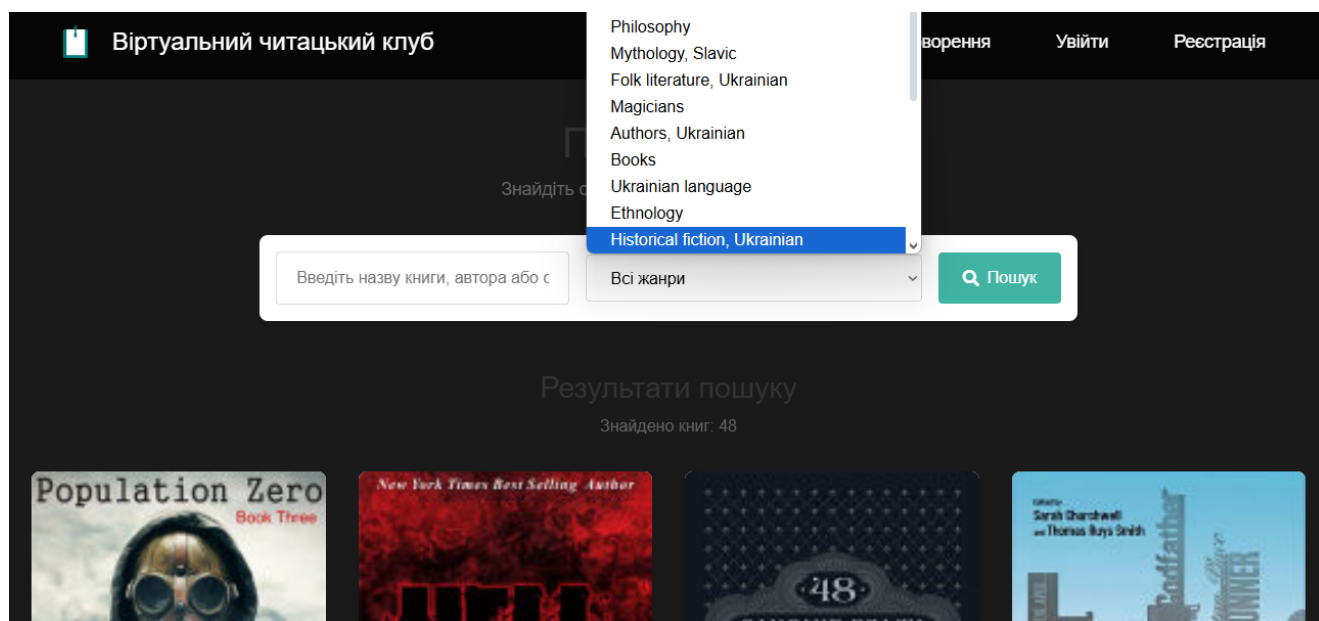 Віртуальний читацький клуб
ворення
Увійти
Реєстрація
Philosophy
Mythology, Slavic
Folk literature, Ukrainian
Magicians
Authors, Ukrainian
Books
Ukrainian language
Ethnology
Historical fiction, Ukrainian
П
Знайдіть
Введіть назву книги, автора або
Всі жанри
Пошук
Результати пошуку
Знайдено книг: 48
Population Zero
Book Three
New York Times Best Selling Author
48
Sarah Churchwell
and Thomas Ruys Smith
Godfather